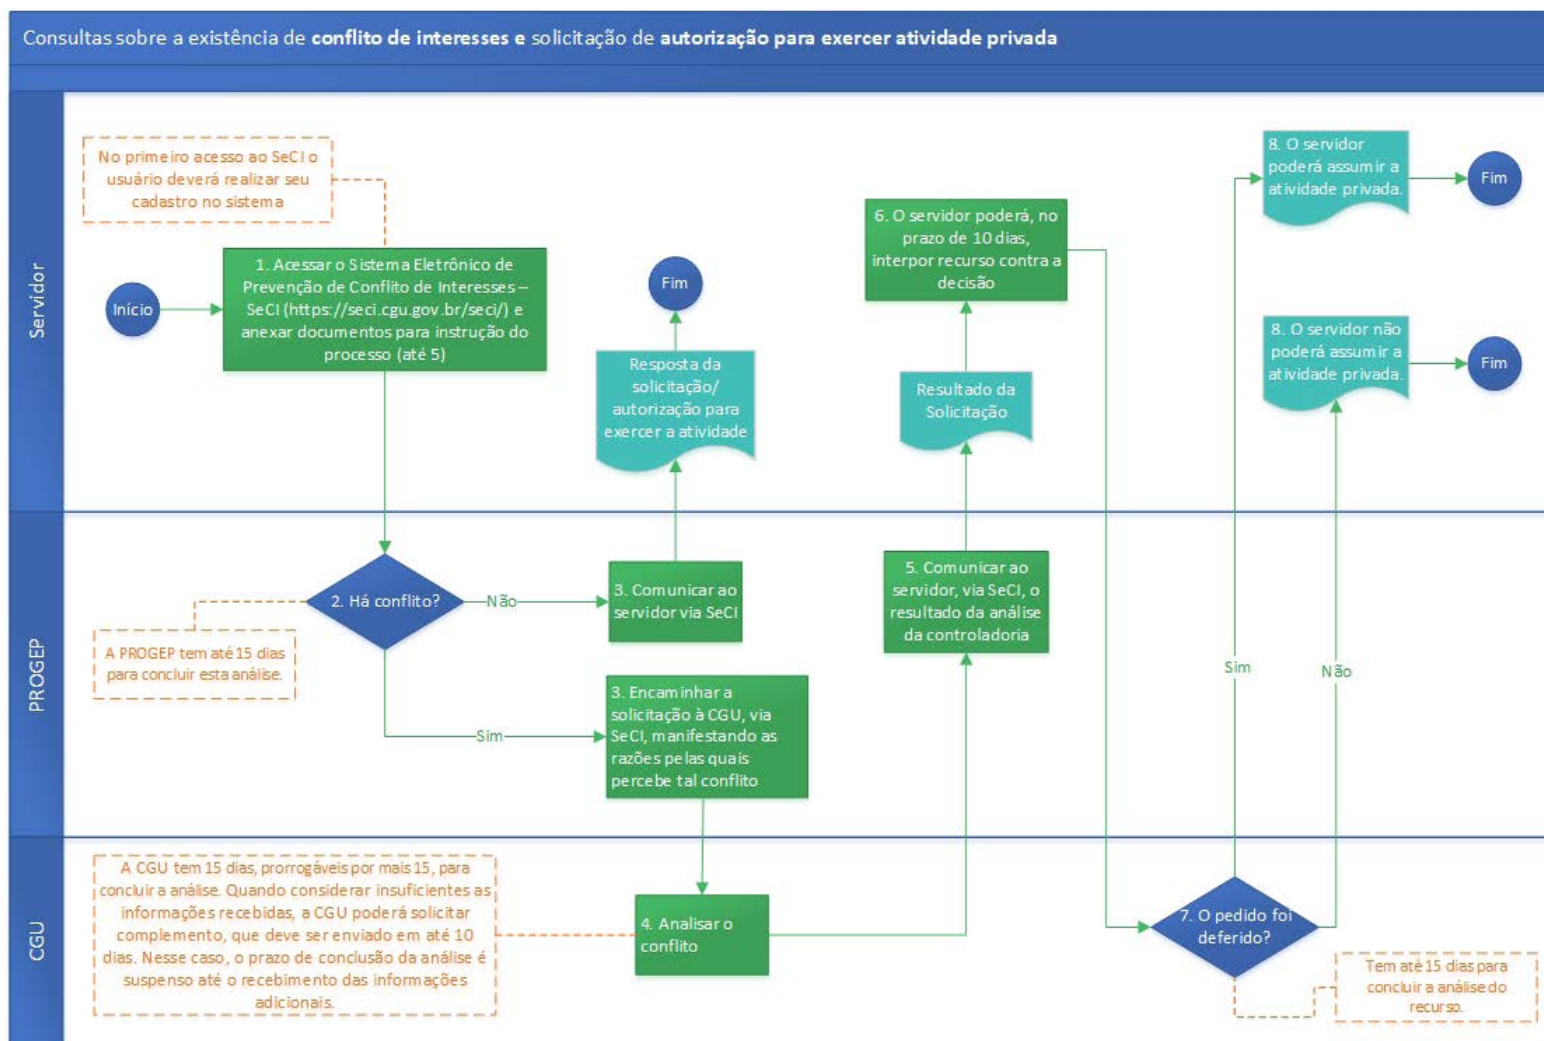 Consultas sobre a existência de conflito de interesses e solicitação de autorização para exercer atividade privada
Servidor
No primeiro acesso ao SeCI o
usuário deverá realizar seu
cadastro no sistema
Início
1. Acessar o Sistema Eletrônico de
Prevenção de Conflito de Interesses –
SeCI (https://seci.cgu.gov.br/seci/) e
anexar documentos para instrução do
processo (até 5)
Fim
Resposta da
solicitação/
autorização para
exercer a atividade
6. O servidor poderá, no
prazo de 10 dias,
interpor recurso contra a
decisão
Resultado da
Solicitação
8. O servidor
poderá assumir a
atividade privada.
Fim
8. O servidor não
poderá assumir a
atividade privada.
Fim
PROGEP
2. Há conflito?
Não
3. Comunicar ao
servidor via SeCI
A PROGEP tem até 15 dias
para concluir esta análise.
Sim
3. Encaminhar a
solicitação à CGU, via
SeCI, manifestando as
razões pelas quais
percebe tal conflito
5. Comunicar ao
servidor, via SeCI, o
resultado da análise
da controladoria
Sim
Não
CGU
A CGU tem 15 dias, prorrogáveis por mais 15, para
concluir a análise. Quando considerar insuficientes as
informações recebidas, a CGU poderá solicitar
complemento, que deve ser enviado em até 10
dias. Nesse caso, o prazo de conclusão da análise é
suspenso até o recebimento das informações
adicionais.
4. Analisar o
conflito
7. O pedido foi
deferido?
Tem até 15 dias para
concluir a análise do
recurso.